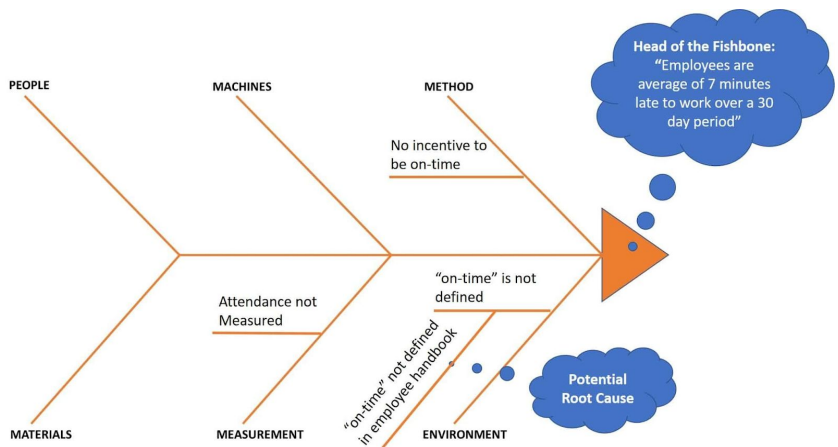 Head of the Fishbone:
“Employees are
average of 7 minutes
late to work over a 30
day period”
PEOPLE
MACHINES
METHOD
No incentive to
be on-time
“on-time” is not
defined
Attendance not
Measured
“on-time” not defined
in employee handbook
Potential
Root Cause
MATERIALS
MEASUREMENT
ENVIRONMENT